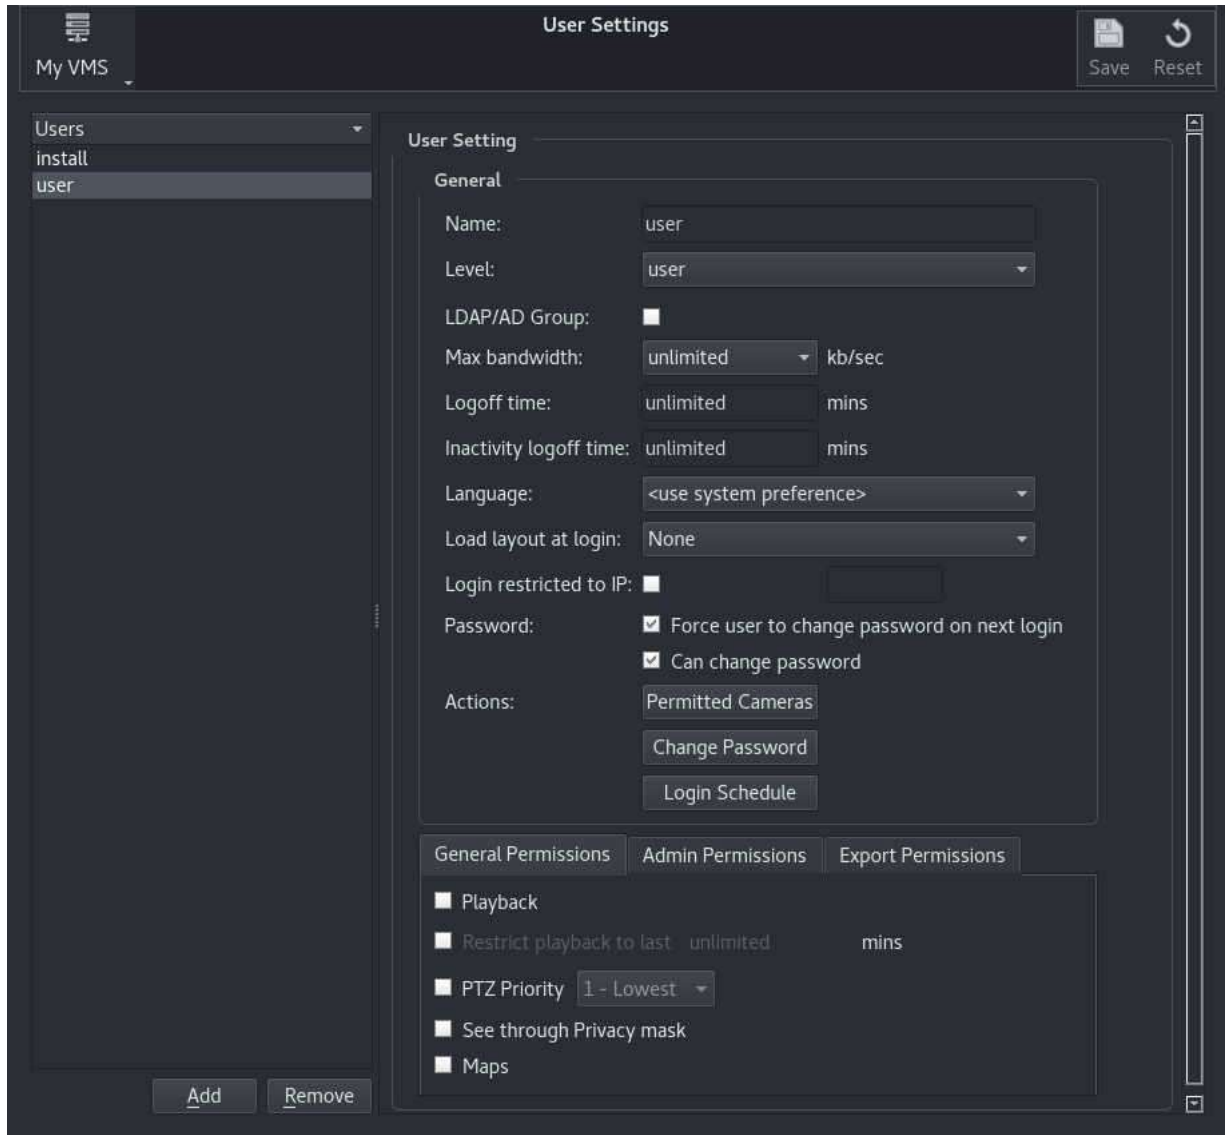 User Settings
My VMS
Save Reset
Users
install
user
User Setting
General
Name: user
Level: user
LDAP/AD Group:
Max bandwidth: unlimited kb/sec
Logoff time: unlimited mins
Inactivity logoff time: unlimited mins
Language: <use system preference>
Load layout at login: None
Login restricted to IP:
Password: Force user to change password on next login
Can change password
Actions: Permitted Cameras
Change Password
Login Schedule
General Permissions Admin Permissions Export Permissions
Playback
Restrict playback to last unlimited mins
PTZ Priority 1 - Lowest
See through Privacy mask
Maps
Add Remove